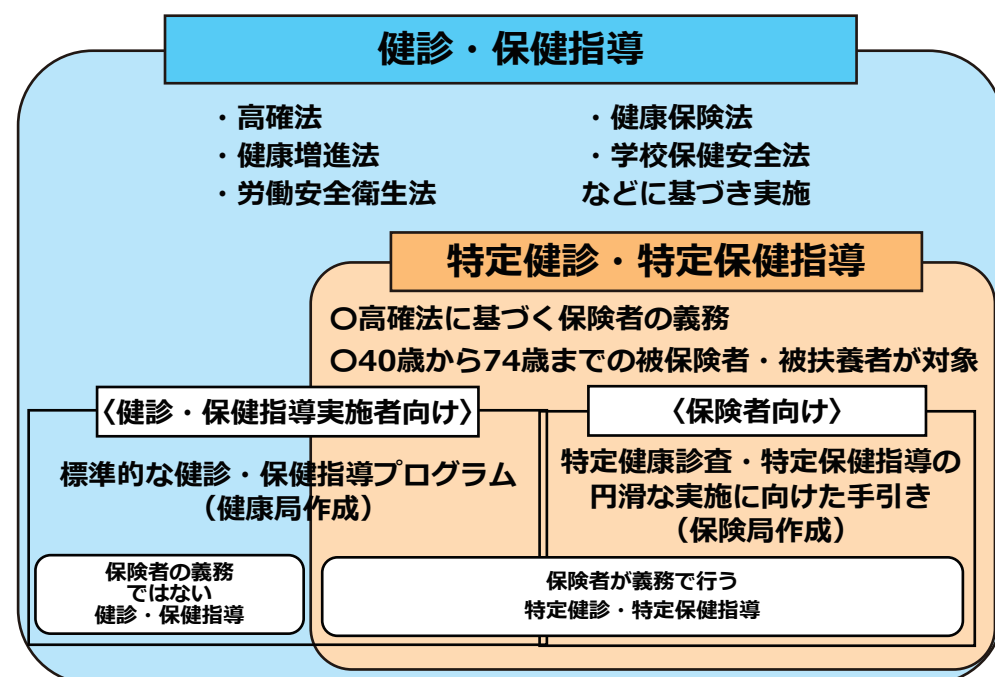 健診・保健指導
・高確法
・健康増進法
・労働安全衛生法
・健康保険法
・学校保健安全法
などに基づき実施
特定健診・特定保健指導
〇高確法に基づく保険者の義務
〇40歳から74歳までの被保険者・被扶養者が対象
〈健診・保健指導実施者向け〉
標準的な健診・保健指導プログラム
（健康局作成）
〈保険者向け〉
特定健康診査・特定保健指導の
円滑な実施に向けた手引き
（保険局作成）
保険者の義務
ではない
健診・保健指導
保険者が義務で行う
特定健診・特定保健指導